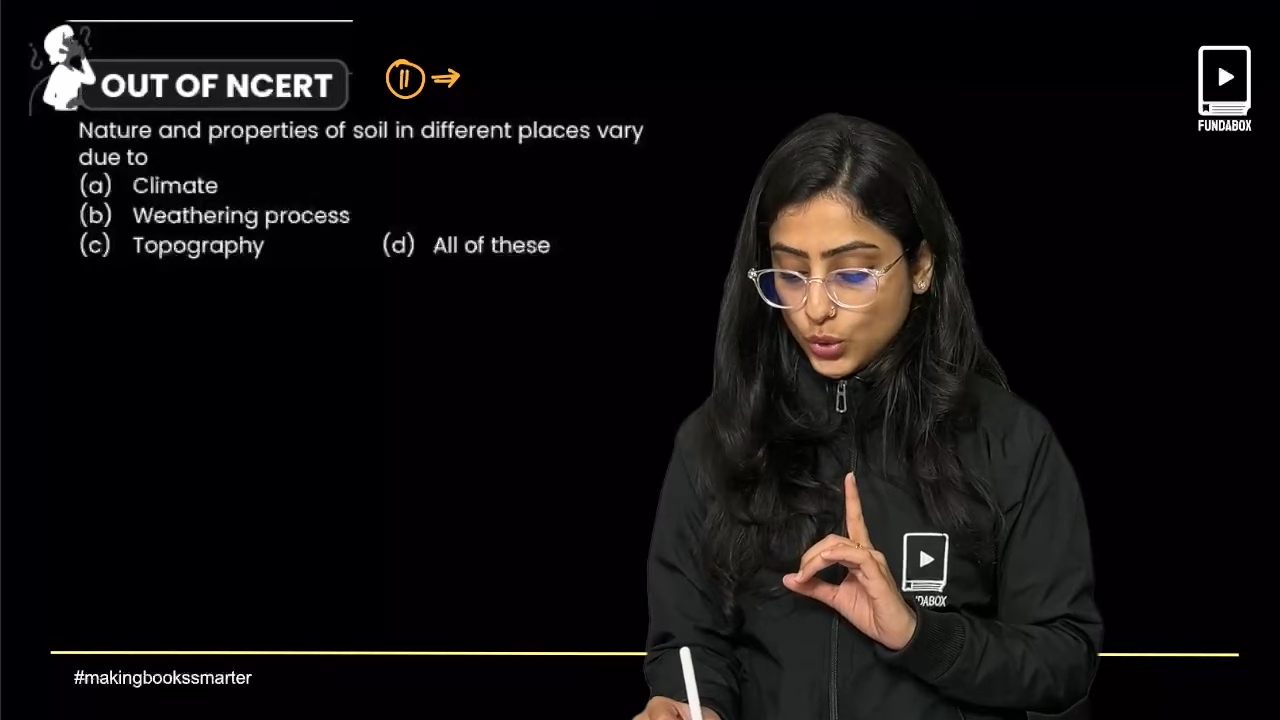 OUT OF NCERT
11 →
FUNDABOX
Nature and properties of soil in different places vary
due to
(a) Climate
(b) Weathering process
(c) Topography (d) All of these
#makingbookssmarter